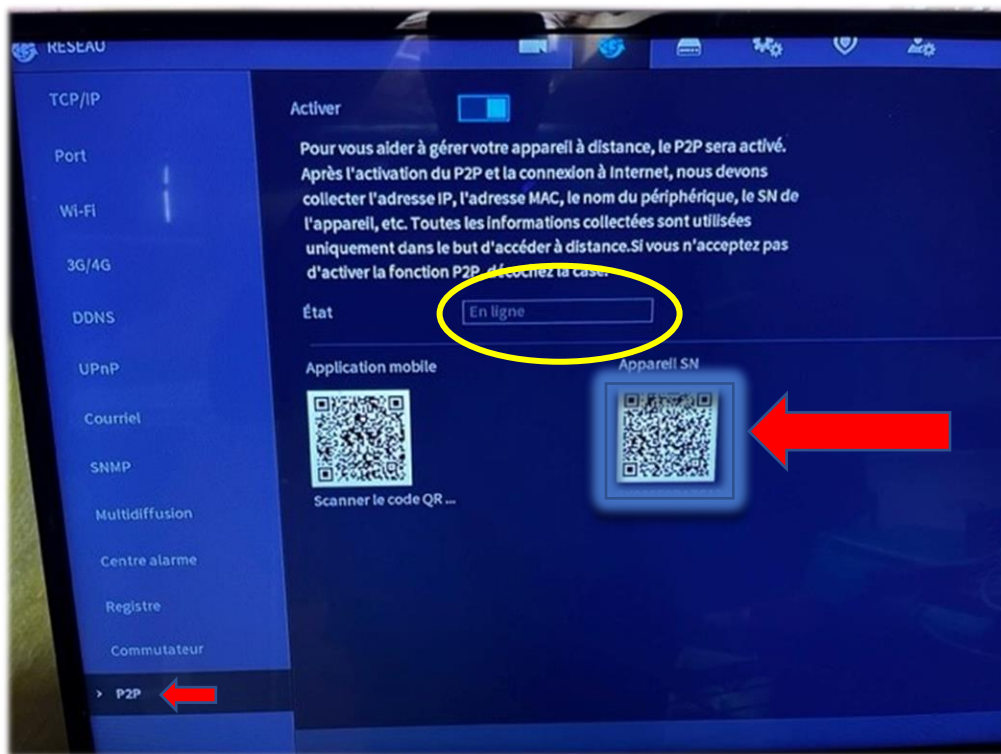 RÉSEAU
TCP/IP
Port
Wi-Fi
3G/4G
DDNS
UPnP
Courriel
SNMP
Multidiffusion
Centre alarme
Registre
Commutateur
> P2P
Activer
Pour vous aider à gérer votre appareil à distance, le P2P sera activé.
Après l'activation du P2P et la connexion à Internet, nous devons
collecter l'adresse IP, l'adresse MAC, le nom du périphérique, le SN de
l'appareil, etc. Toutes les informations collectées sont utilisées
uniquement dans le but d'accéder à distance.Si vous n'acceptez pas
d'activer la fonction P2P, décochez la case.
État
En ligne
Application mobile
Appareil SN
Scanner le code QR ...